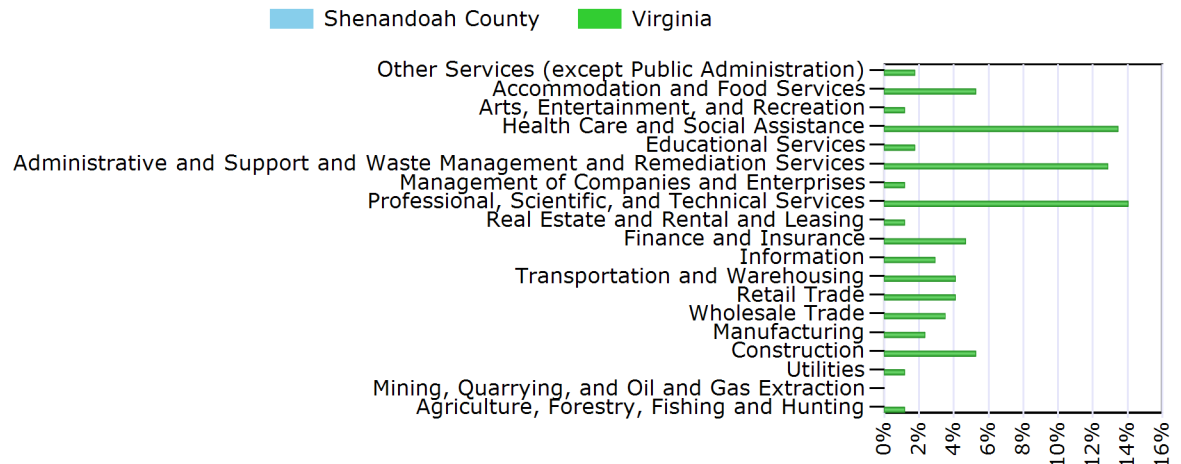 Shenandoah County Virginia
Other Services (except Public Administration)
Accommodation and Food Services
Arts, Entertainment, and Recreation
Health Care and Social Assistance
Educational Services
Administrative and Support and Waste Management and Remediation Services
Management of Companies and Enterprises
Professional, Scientific, and Technical Services
Real Estate and Rental and Leasing
Finance and Insurance
Information
Transportation and Warehousing
Retail Trade
Wholesale Trade
Manufacturing
Construction
Utilities
Mining, Quarrying, and Oil and Gas Extraction
Agriculture, Forestry, Fishing and Hunting
0% 2% 4% 6% 8% 10% 12% 14% 16%